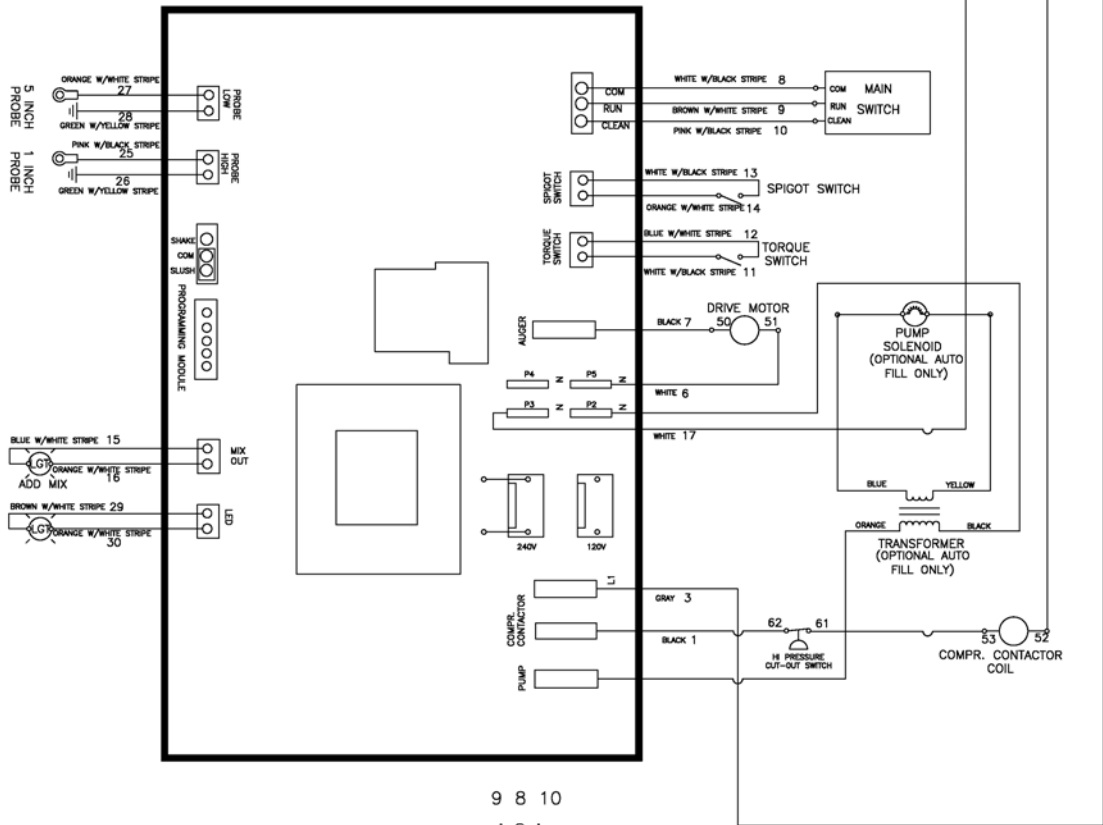 ORANGE W/WHITE STRIPE
27
28
GREEN W/YELLOW STRIPE
5 INCH
PROBE
PROBE
LOW
PINK W/BLACK STRIPE
25
26
GREEN W/YELLOW STRIPE
1 INCH
PROBE
PROBE
HIGH
SHAKE
COM
SLUSH
PROGRAMMING MODULE
BLUE W/WHITE STRIPE 15
LGT
ORANGE W/WHITE STRIPE
16
ADD MIX
MIX
OUT
BROWN W/WHITE STRIPE 29
LGT
ORANGE W/WHITE STRIPE
30
LED
COM
RUN
CLEAN
WHITE W/BLACK STRIPE 8
BROWN W/WHITE STRIPE 9
PINK W/BLACK STRIPE 10
COM
RUN
CLEAN
MAIN
SWITCH
SPIGOT
SWITCH
WHITE W/BLACK STRIPE 13
ORANGE W/WHITE STRIPE 14
SPIGOT SWITCH
TORQUE
SWITCH
BLUE W/WHITE STRIPE 12
WHITE W/BLACK STRIPE 11
TORQUE
SWITCH
AUGER
BLACK 7
DRIVE MOTOR
50
51
P4
N
P5
N
WHITE 6
P3
N
P2
N
WHITE 17
PUMP
SOLENOID
(OPTIONAL AUTO
FILL ONLY)
BLUE
YELLOW
ORANGE
BLACK
TRANSFORMER
(OPTIONAL AUTO
FILL ONLY)
240V
120V
L1
GRAY 3
COMPR.
CONTACTOR
BLACK 1
62
61
HI PRESSURE
CUT-OUT SWITCH
53
52
COMPR. CONTACTOR
COIL
PUMP
9 8 10